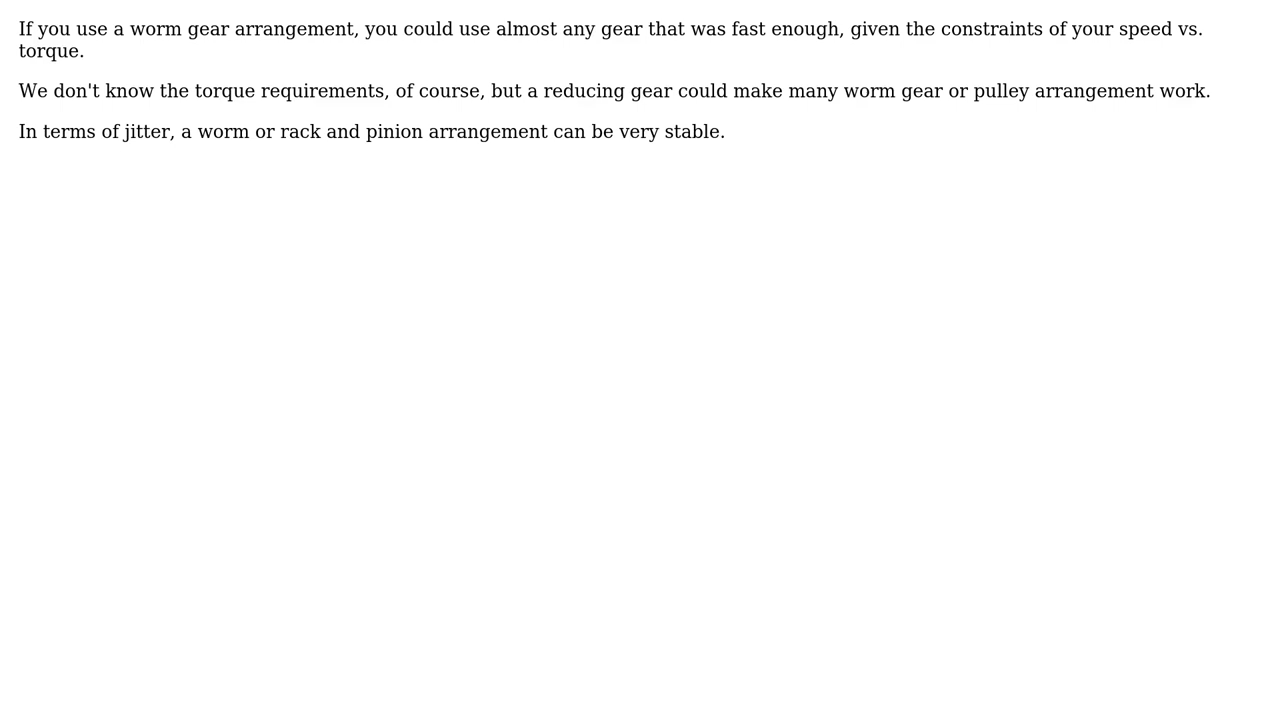 If you use a worm gear arrangement, you could use almost any gear that was fast enough, given the constraints of your speed vs.
torque.
We don't know the torque requirements, of course, but a reducing gear could make many worm gear or pulley arrangement work.
In terms of jitter, a worm or rack and pinion arrangement can be very stable.